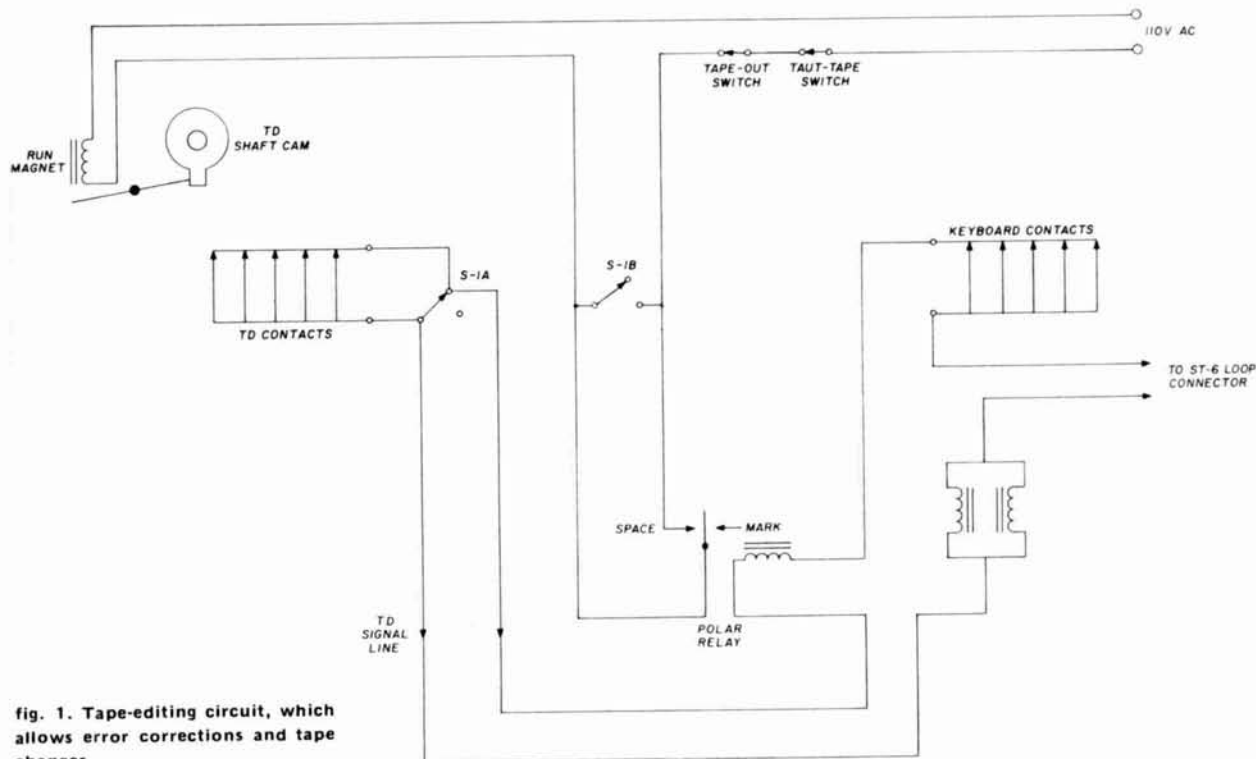 110V AC
TAPE-OUT
SWITCH
TAUT-TAPE
SWITCH
TD
SHAFT CAM
RUN
MAGNET
KEYBOARD CONTACTS
S-1B
S-1A
TD CONTACTS
TO ST-6 LOOP
CONNECTOR
SPACE
MARK
TD
SIGNAL
LINE
POLAR
RELAY
fig. 1. Tape-editing circuit, which
allows error corrections and tape